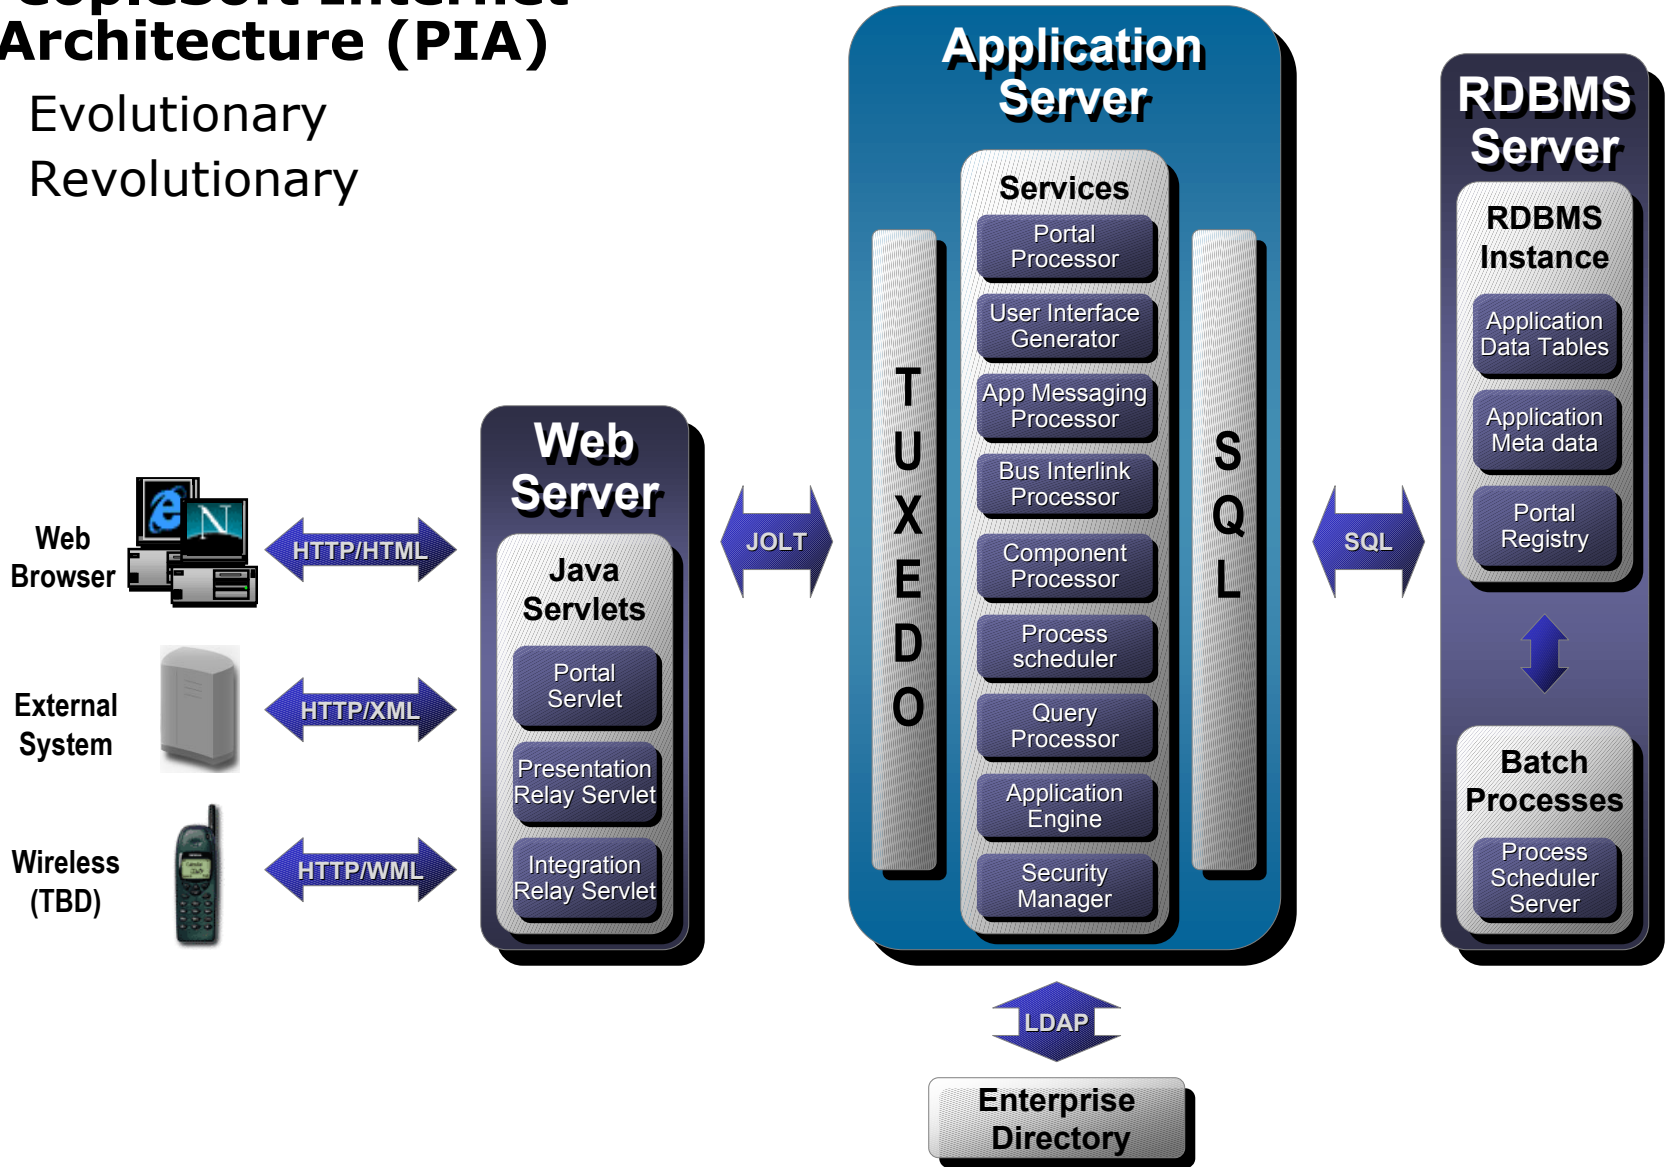 Architecture (PIA)
Evolutionary
Revolutionary
Web
Browser
External
System
Wireless
(TBD)
HTTP/HTML
HTTP/XML
HTTP/WML
Web
Server
Java
Servlets
Portal
Servlet
Presentation
Relay Servlet
Integration
Relay Servlet
JOLT
Application
Server
TUXEDO
Services
Portal
Processor
User Interface
Generator
App Messaging
Processor
Bus Interlink
Processor
Component
Processor
Process
scheduler
Query
Processor
Application
Engine
Security
Manager
SQL
LDAP
Enterprise
Directory
SQL
RDBMS
Server
RDBMS
Instance
Application
Data Tables
Application
Meta data
Portal
Registry
Batch
Processes
Process
Scheduler
Server